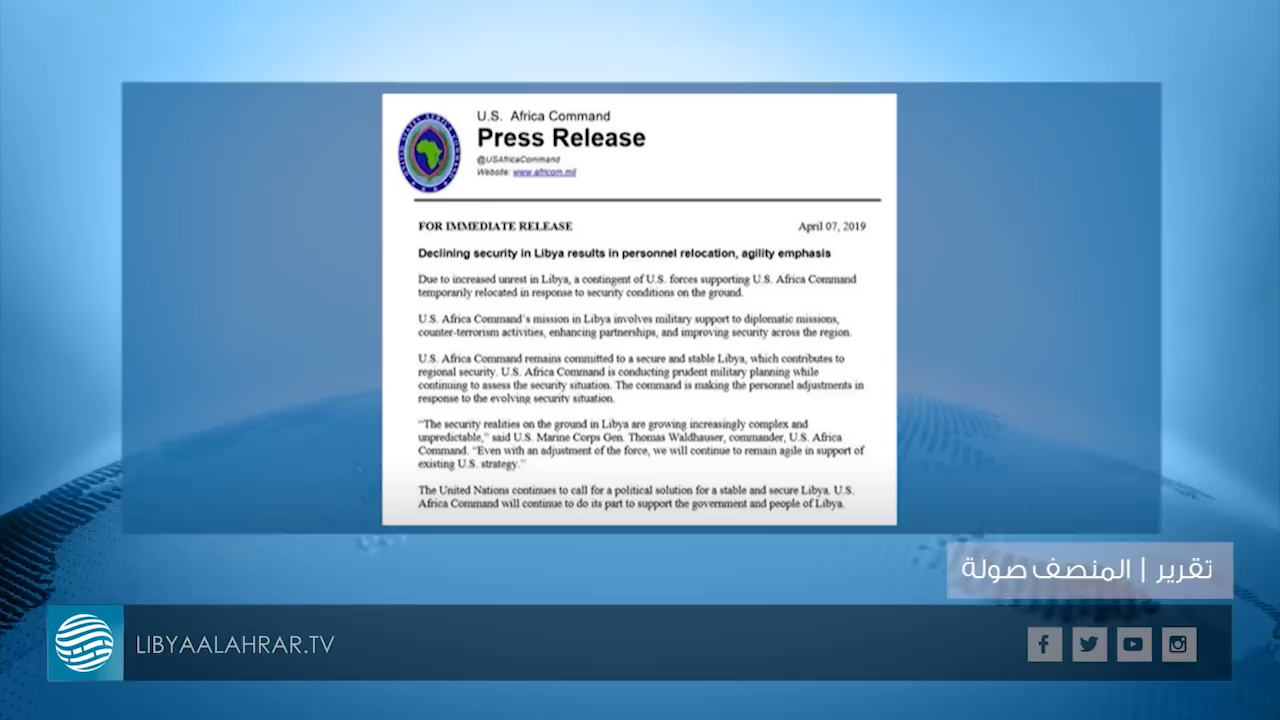 U.S. Africa Command
Press Release
@USAfricaCommand
Website: www.africom.mil
FOR IMMEDIATE RELEASE April 07, 2019
Declining security in Libya results in personnel relocation, agility emphasis
Due to increased unrest in Libya, a contingent of U.S. forces supporting U.S. Africa Command
temporarily relocated in response to security conditions on the ground.
U.S. Africa Command's mission in Libya involves military support to diplomatic missions,
counter-terrorism activities, enhancing partnerships, and improving security across the region.
U.S. Africa Command remains committed to a secure and stable Libya, which contributes to
regional security. U.S. Africa Command is conducting prudent military planning while
continuing to assess the security situation. The command is making the personnel adjustments in
response to the evolving security situation.
"The security realities on the ground in Libya are growing increasingly complex and
unpredictable," said U.S. Marine Corps Gen. Thomas Waldhauser, commander, U.S. Africa
Command. "Even with an adjustment of the force, we will continue to remain agile in support of
existing U.S. strategy."
The United Nations continues to call for a political solution for a stable and secure Libya. U.S.
Africa Command will continue to do its part to support the government and people of Libya.
تقرير | المنصف صولة
LIBYAALAHRAR.TV